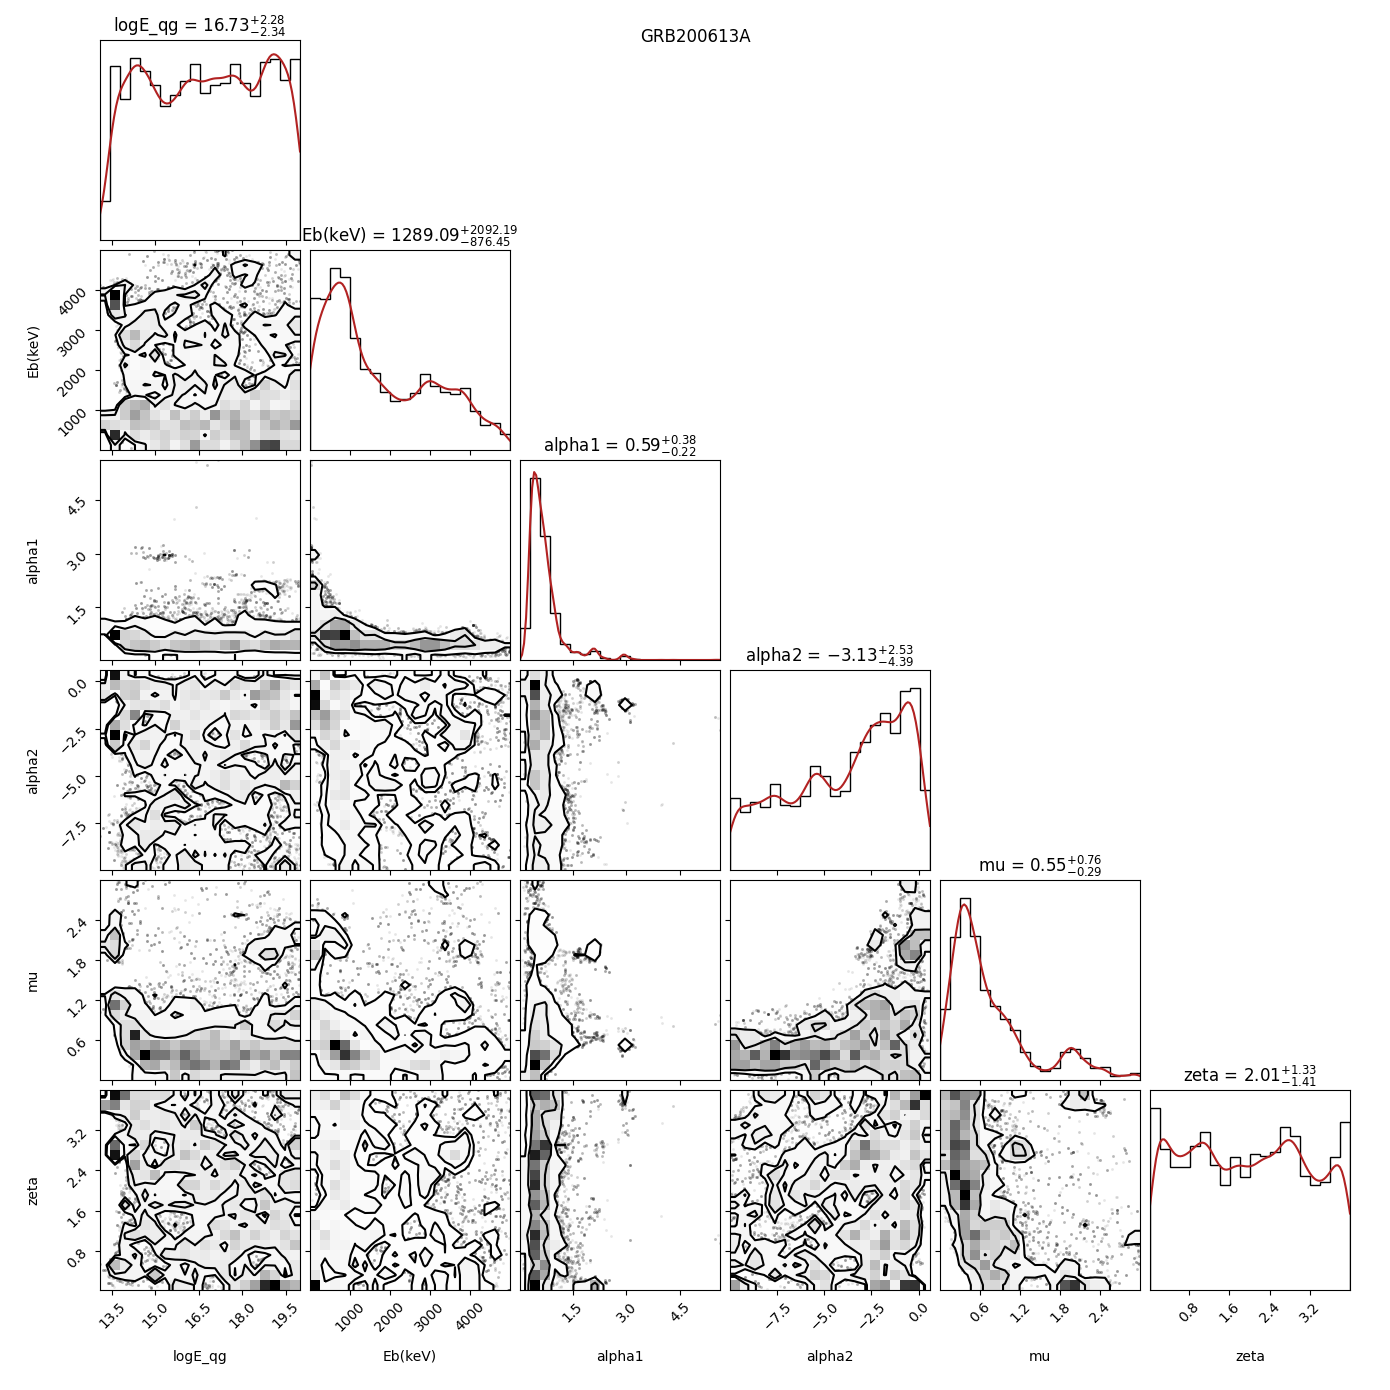 GRB200613A
logE_qg = 16.73+2.28 −2.34
Eb(keV) = 1289.09+2092.19 −876.45
4000
3000
2000
1000
Eb(keV)
alpha1 = 0.59+0.38 −0.22
4.5
3.0
1.5
alpha1
alpha2 = −3.13+2.53 −4.39
0.0
−2.5
−5.0
−7.5
alpha2
mu = 0.55+0.76 −0.29
2.4
1.8
1.2
0.6
mu
zeta = 2.01+1.33 −1.41
3.2
2.4
1.6
0.8
zeta
13.5 15.0 16.5 18.0 19.5 1000 2000 3000 4000 1.5 3.0 4.5 −7.5 −5.0 −2.5 0.0 0.6 1.2 1.8 2.4 0.8 1.6 2.4 3.2
logE_qg Eb(keV) alpha1 alpha2 mu zeta